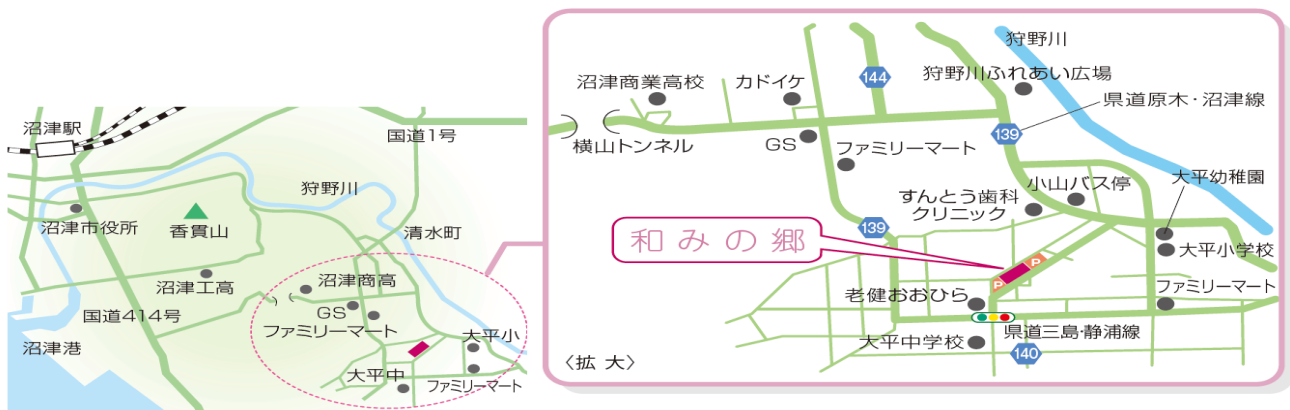 沼津駅
国道1号
狩野川
沼津市役所
香貫山
清水町
沼津工高
沼津商高
国道414号
GS
ファミリーマート
沼津港
大平小
大平中
ファミリーマート
狩野川
沼津商業高校
カドイケ
144
狩野川ふれあい広場
県道原木・沼津線
139
横山トンネル
GS
ファミリーマート
大平幼稚園
小山バス停
すんとう歯科
クリニック
139
和みの郷
大平小学校
P
P
ファミリーマート
老健おおひら
県道三島・静浦線
大平中学校
140
〈拡大〉